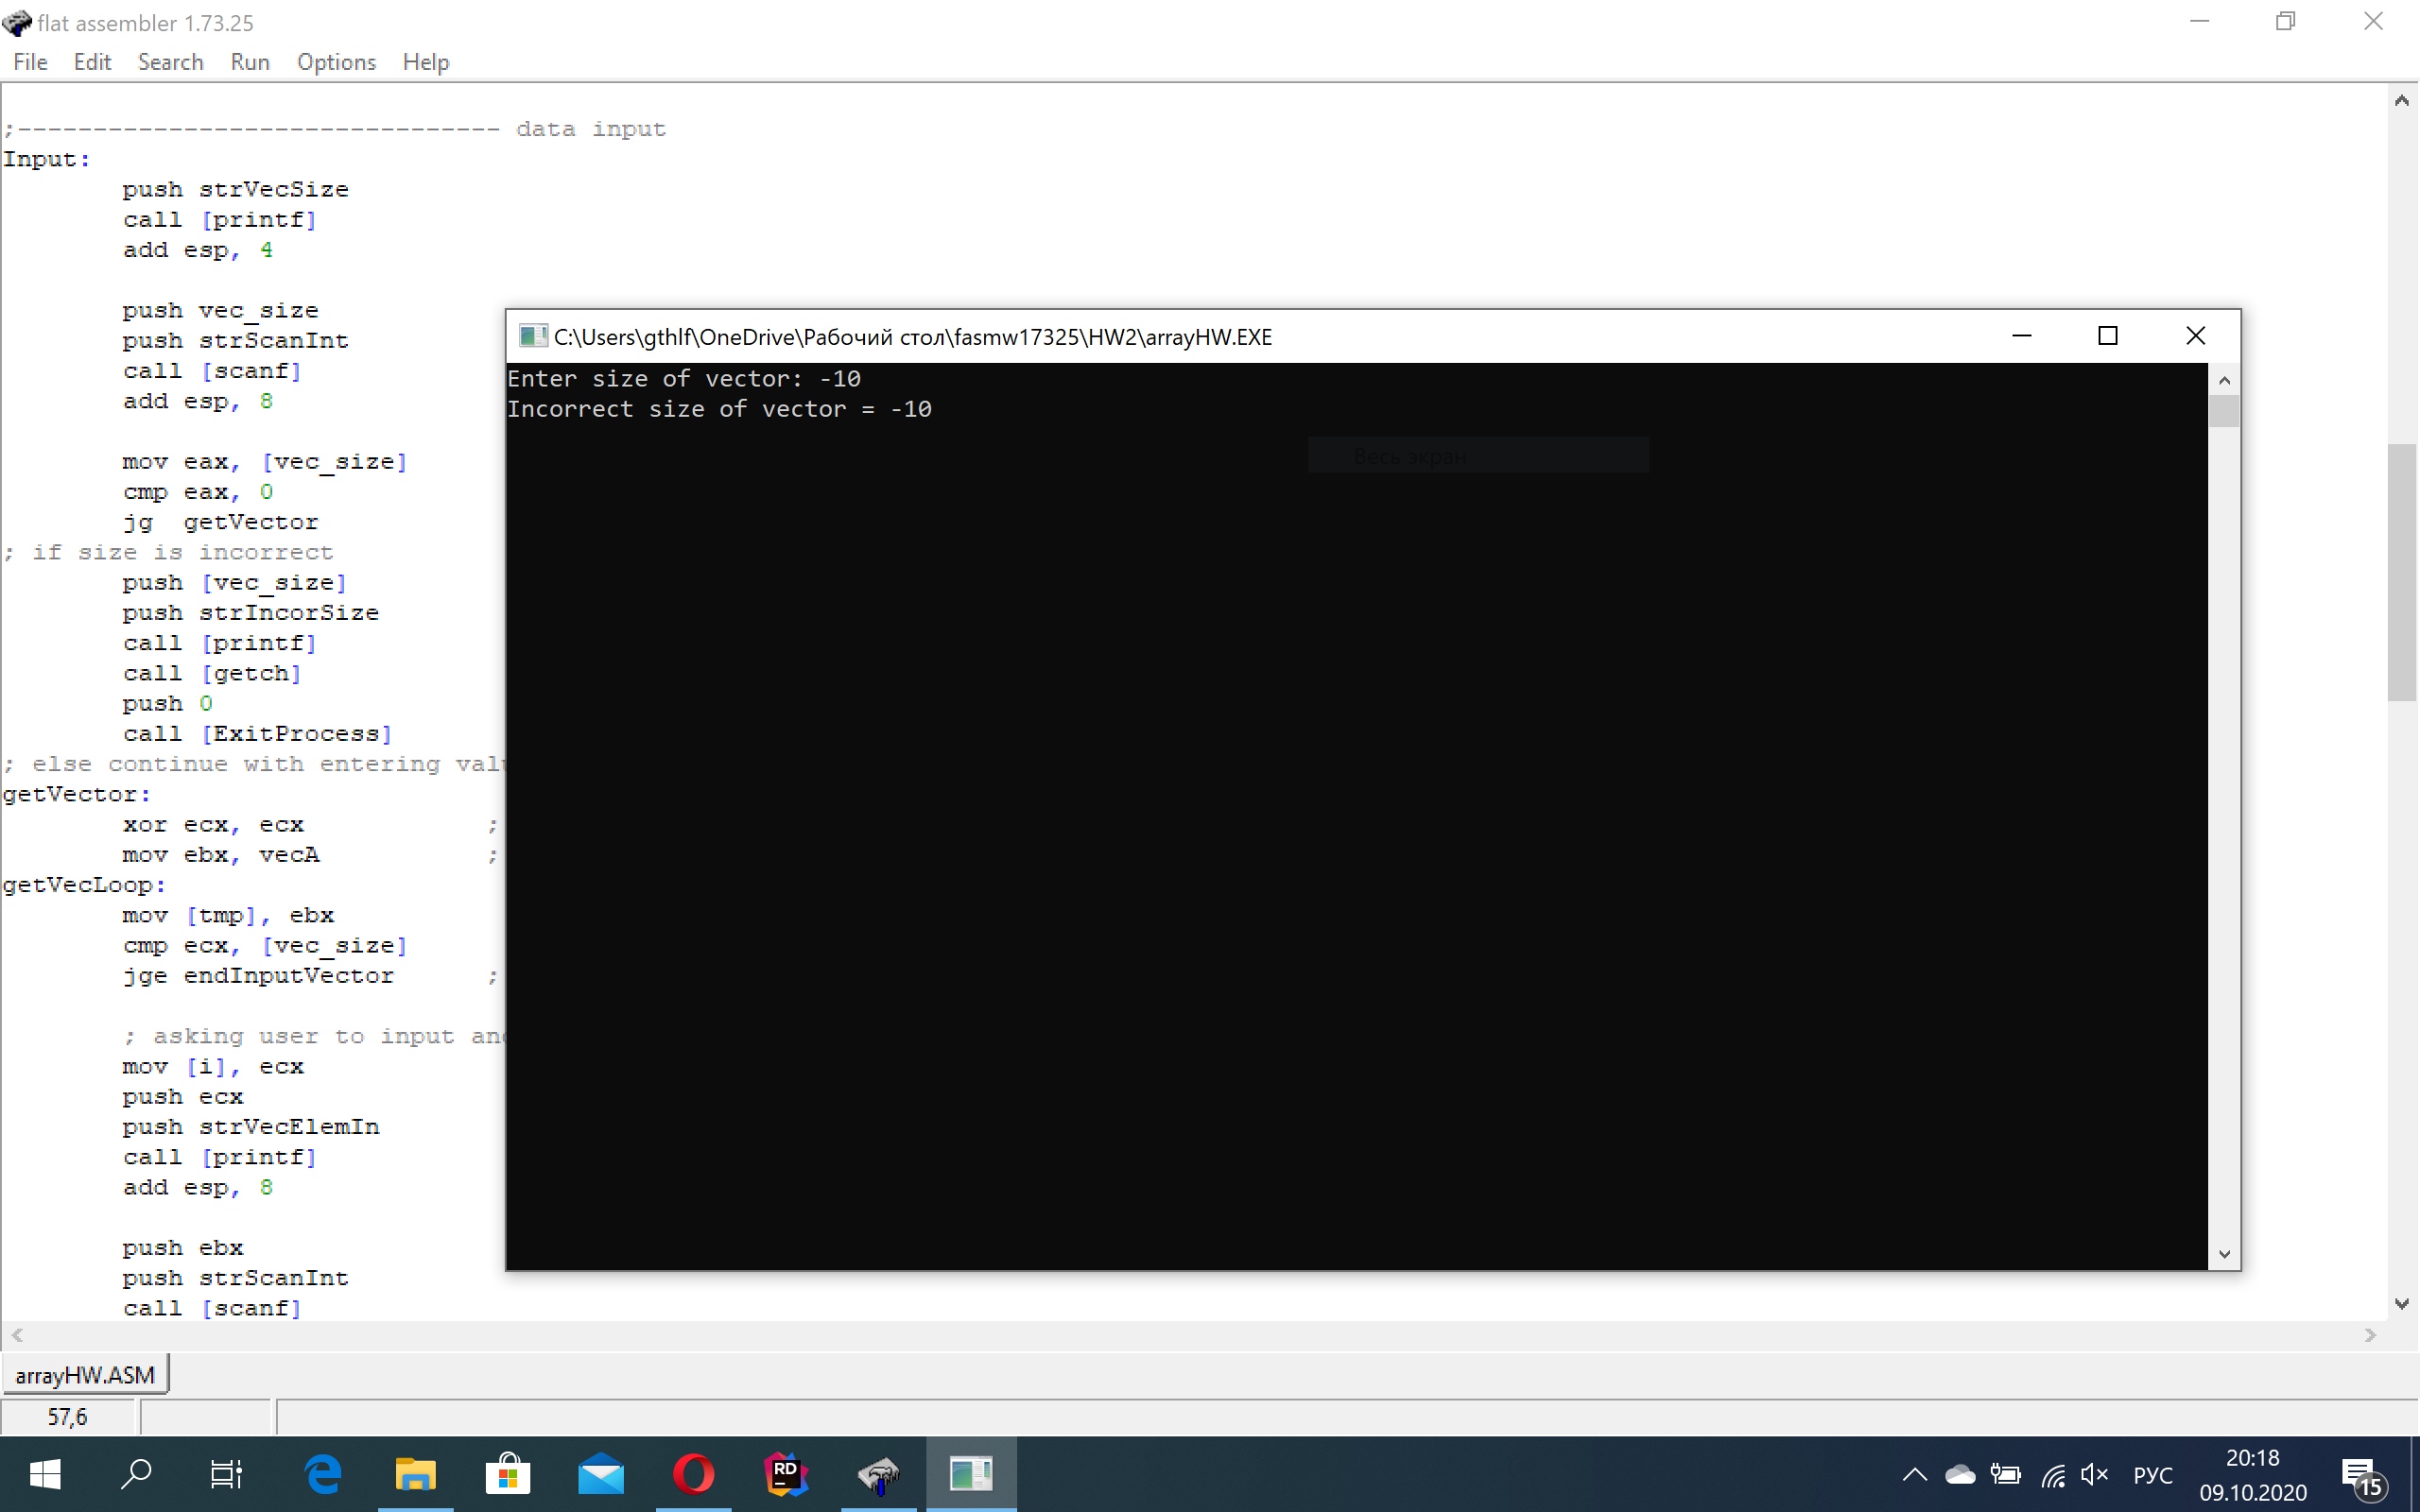 flat assembler 1.73.25
File Edit Search Run Options Help
;-------------------------------- data input
Input:
push strVecSize
call [printf]
add esp, 4
push vec_size
push strScanInt
call [scanf]
add esp, 8
mov eax, [vec_size]
cmp eax, 0
jg getVector
; if size is incorrect
push [vec_size]
push strIncorSize
call [printf]
call [getch]
push 0
call [ExitProcess]
; else continue with entering
getVector:
xor ecx, ecx ;
mov ebx, vecA ;
getVecLoop:
mov [tmp], ebx
cmp ecx, [vec_size]
jge endInputVector ;
; asking user to input
mov [i], ecx
push ecx
push strVecElemIn
call [printf]
add esp, 8
push ebx
push strScanInt
call [scanf]
C:\Users\gthlf\OneDrive\Рабочий стол\fasmw17325\HW2\arrayHW.EXE
Enter size of vector: -10
Incorrect size of vector = -10
Весь экран
arrayHW.ASM
57,6
RD
РУС
20:18
09.10.2020
15